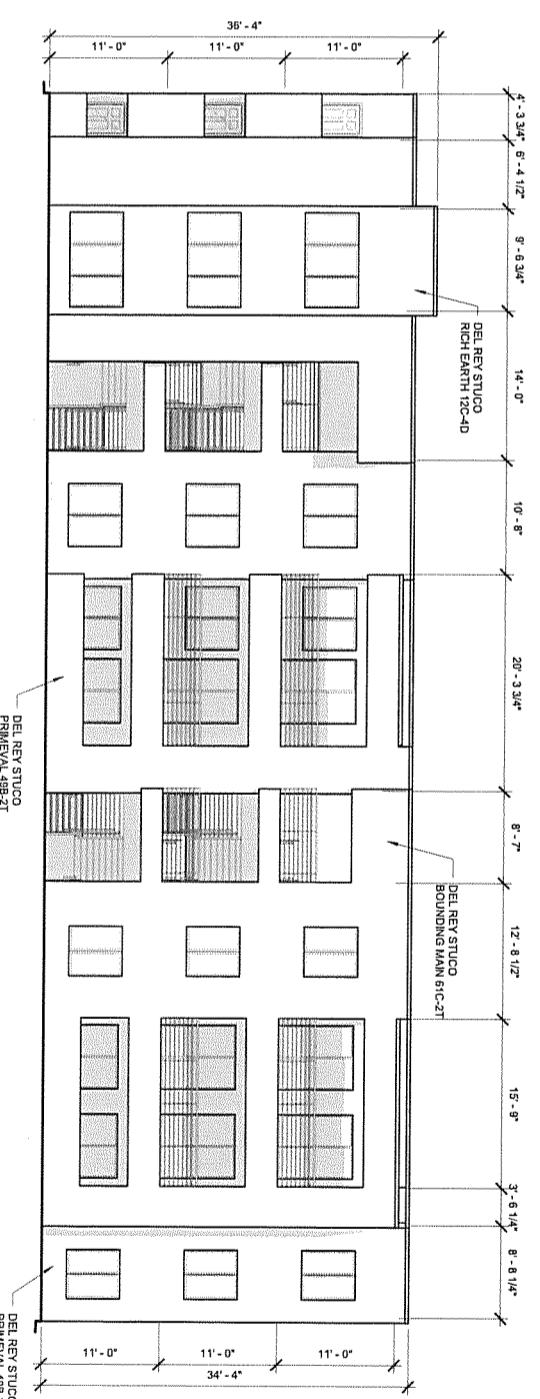 36' - 4"
11' - 0"
11' - 0"
11' - 0"
4' - 3 3/4"
6' - 4 1/2"
9' - 6 3/4"
14' - 0"
10' - 8"
20' - 3 3/4"
8' - 7"
12' - 8 1/2"
15' - 9"
3' - 6 1/4"
8' - 8 1/4"
DEL REY STUCO
RICH EARTH 12C-4D
DEL REY STUCO
BOUNDING MAIN 61C-2T
DEL REY STUCO
PRIMEVAL 49B-2T
DEL REY STUCO
PRIMEVAL
11' - 0"
11' - 0"
11' - 0"
34' - 4"